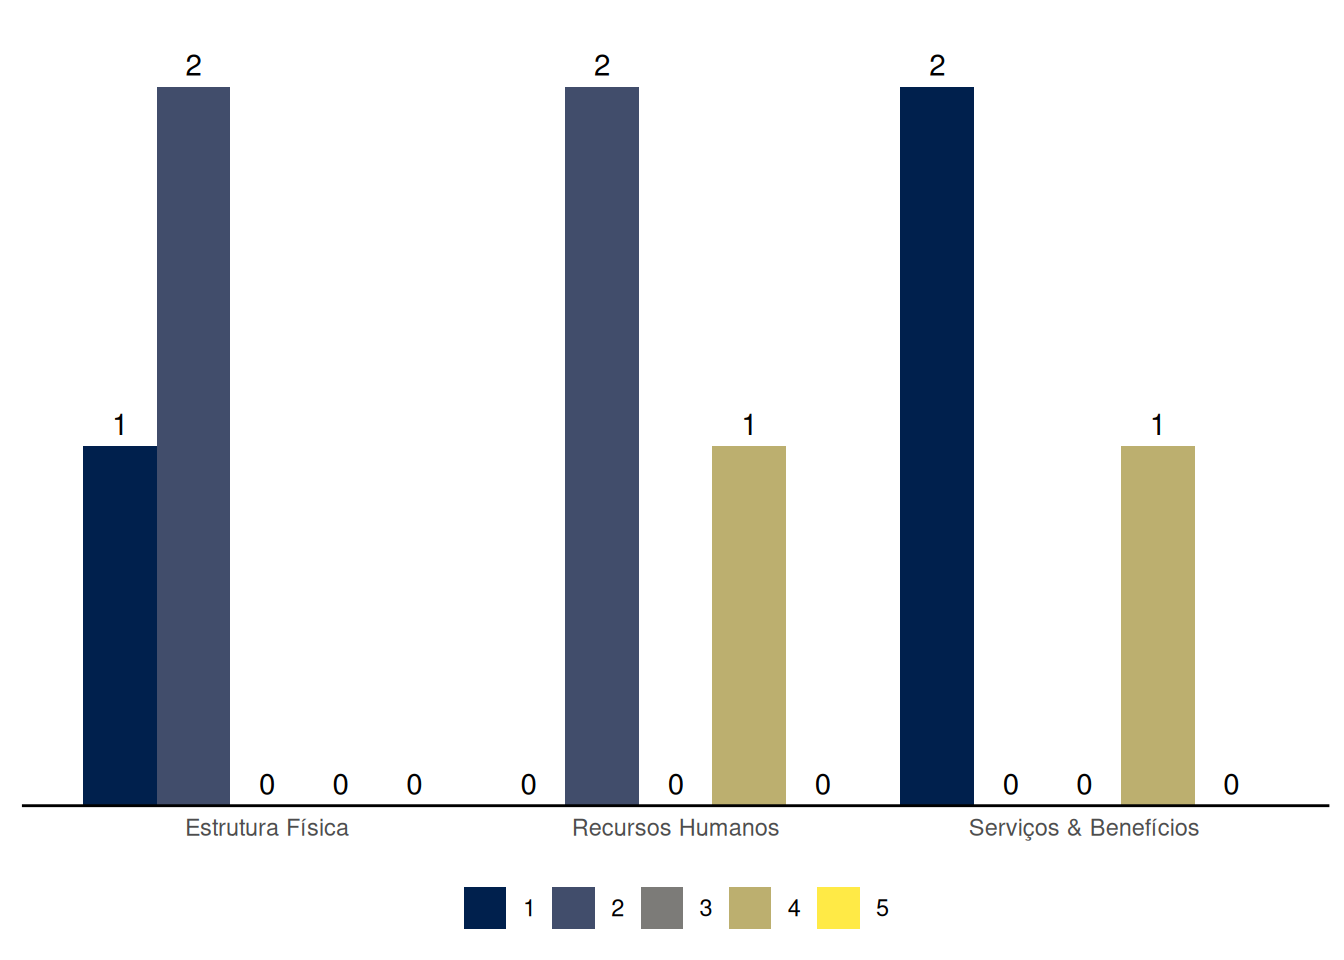 2 2 2
1 1 1
0 0 0 0 0 0 0 0 0
Estrutura Física Recursos Humanos Serviços & Benefícios
1 2 3 4 5